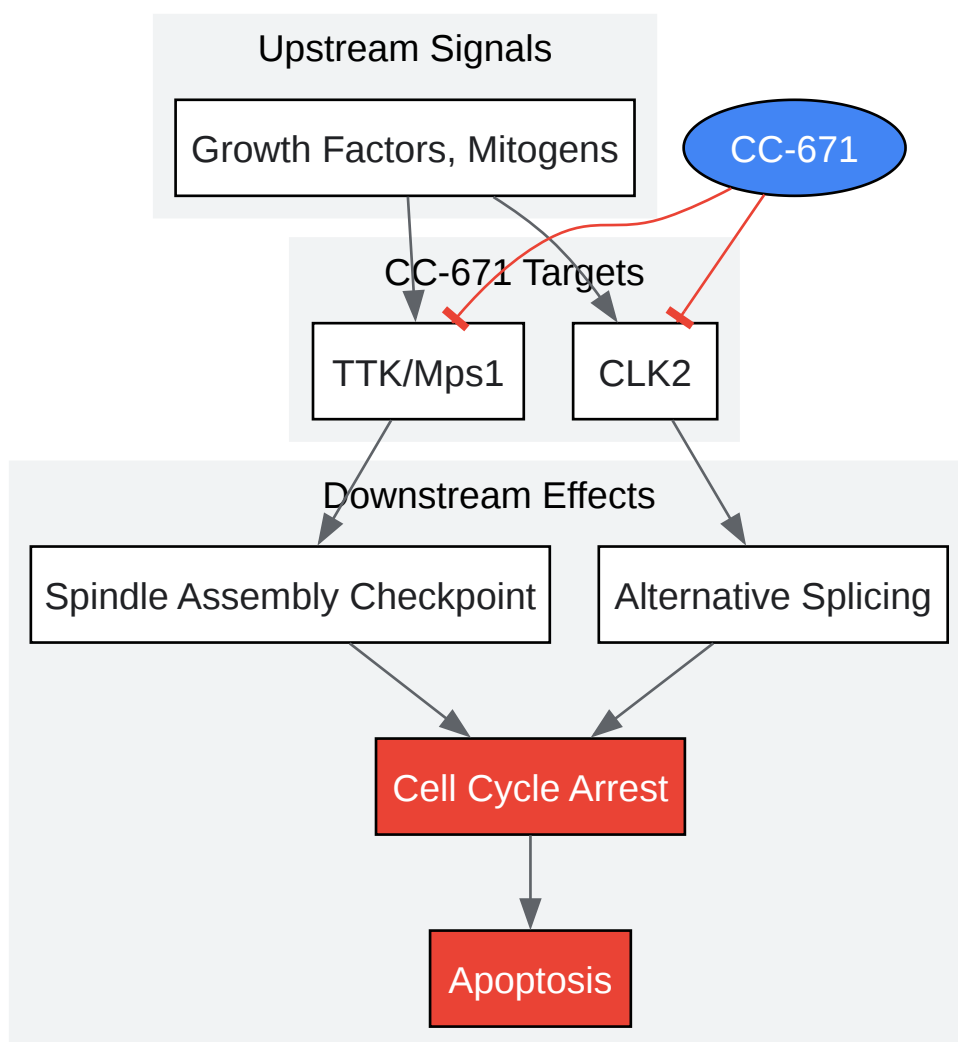 Upstream Signals
Growth Factors, Mitogens
CC-671
CC-671 Targets
TTK/Mps1
CLK2
Downstream Effects
Spindle Assembly Checkpoint
Alternative Splicing
Cell Cycle Arrest
Apoptosis